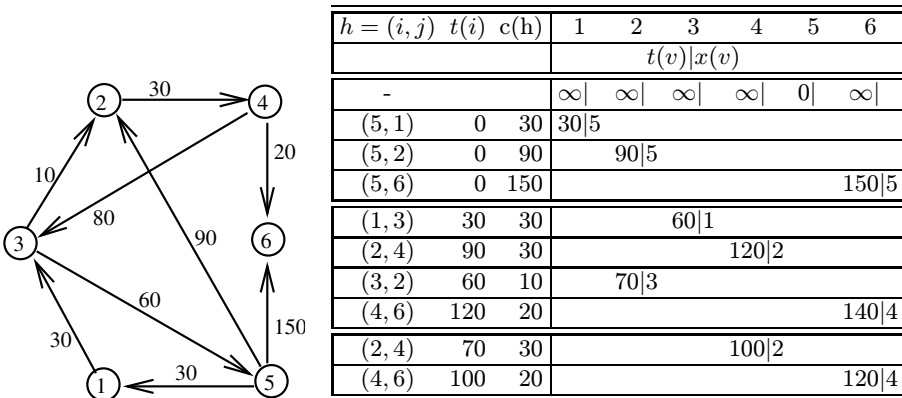 30
2
4
20
10
80
3
90
6
60
30
150
30
1
5
h = (i, j) t(i) c(h) 1 2 3 4 5 6
t(v)|x(v)
- ∞| ∞| ∞| ∞| 0| ∞|
(5, 1) 0 30 30|5
(5, 2) 0 90 90|5
(5, 6) 0 150 150|5
(1, 3) 30 30 60|1
(2, 4) 90 30 120|2
(3, 2) 60 10 70|3
(4, 6) 120 20 140|4
(2, 4) 70 30 100|2
(4, 6) 100 20 120|4